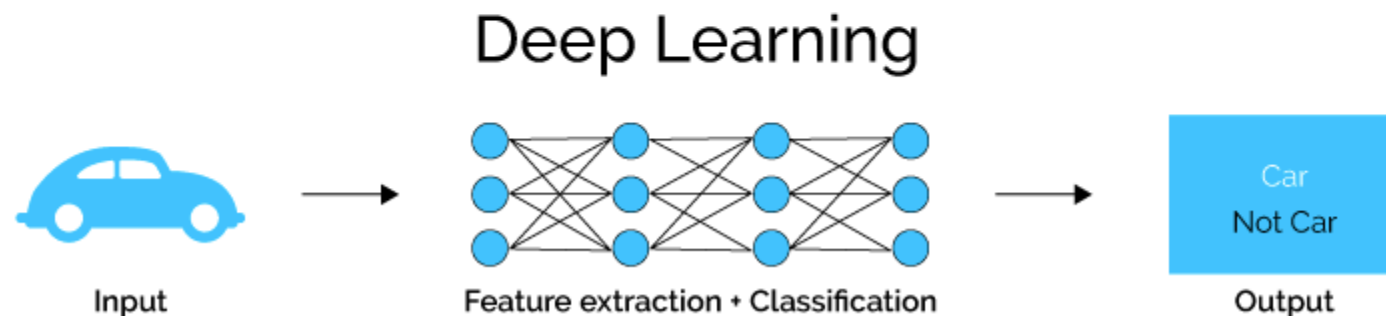 Deep Learning
Car
Not Car
Input
Feature extraction + Classification
Output